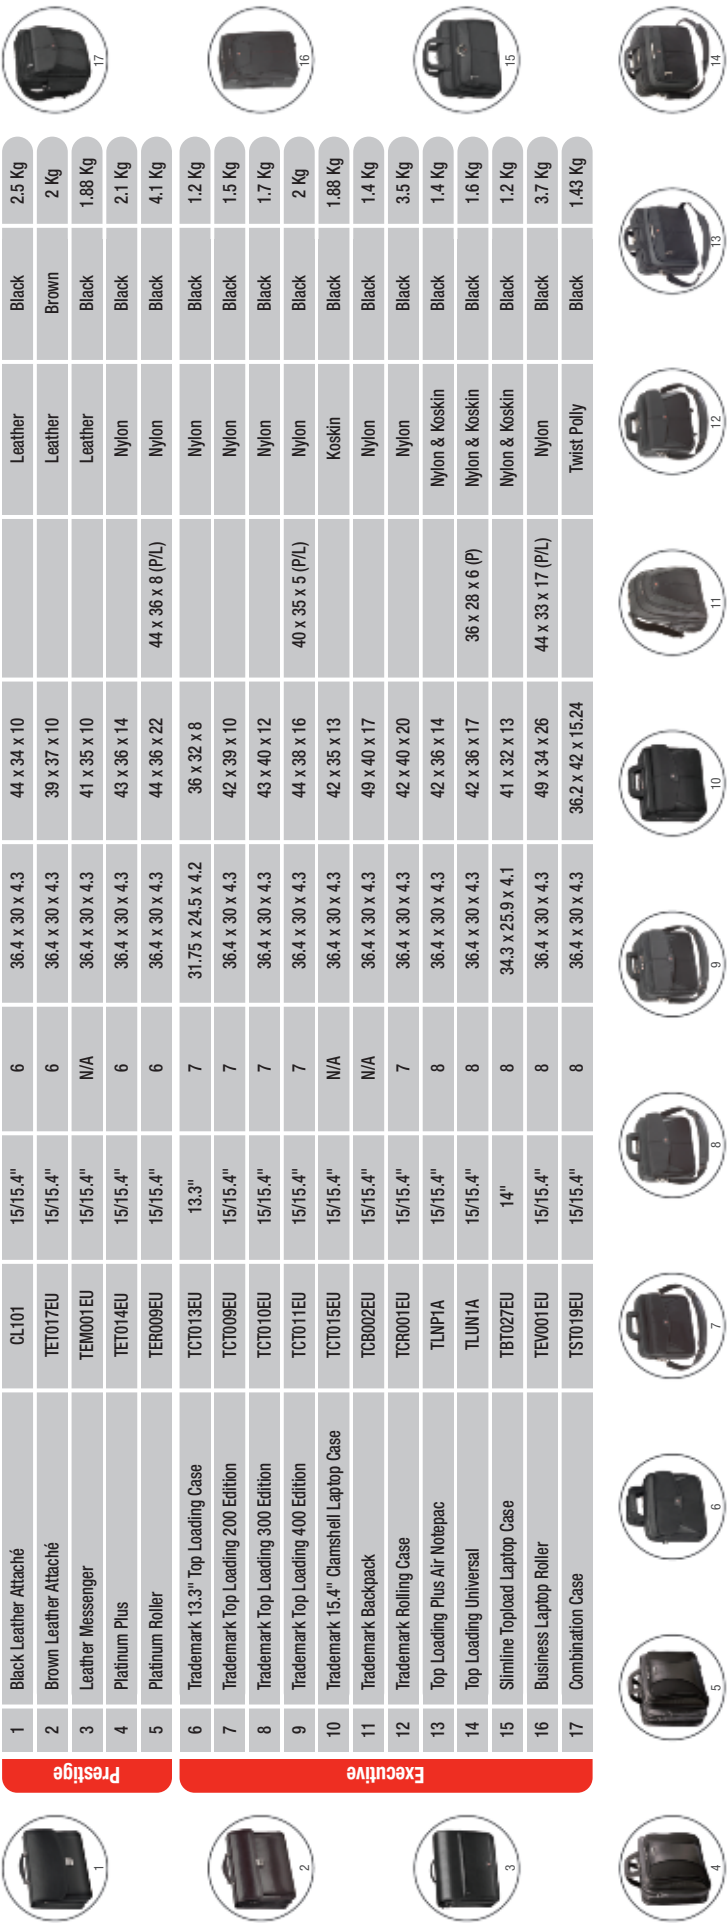 Prestige
1 Black Leather Attaché CL101 15/15.4" 6 36.4 x 30 x 4.3 44 x 34 x 10 Leather Black 2.5 Kg
2 Brown Leather Attaché TET017EU 15/15.4" 6 36.4 x 30 x 4.3 39 x 37 x 10 Leather Brown 2 Kg
3 Leather Messenger TEM001EU 15/15.4" N/A 36.4 x 30 x 4.3 41 x 35 x 10 Leather Black 1.88 Kg
4 Platinum Plus TET014EU 15/15.4" 6 36.4 x 30 x 4.3 43 x 36 x 14 Nylon Black 2.1 Kg
5 Platinum Roller TER009EU 15/15.4" 6 36.4 x 30 x 4.3 44 x 36 x 22 44 x 36 x 8 (P/L) Nylon Black 4.1 Kg
Executive
6 Trademark 13.3" Top Loading Case TCT013EU 13.3" 7 31.75 x 24.5 x 4.2 36 x 32 x 8 Nylon Black 1.2 Kg
7 Trademark Top Loading 200 Edition TCT009EU 15/15.4" 7 36.4 x 30 x 4.3 42 x 39 x 10 Nylon Black 1.5 Kg
8 Trademark Top Loading 300 Edition TCT010EU 15/15.4" 7 36.4 x 30 x 4.3 43 x 40 x 12 Nylon Black 1.7 Kg
9 Trademark Top Loading 400 Edition TCT011EU 15/15.4" 7 36.4 x 30 x 4.3 44 x 38 x 16 40 x 35 x 5 (P/L) Nylon Black 2 Kg
10 Trademark 15.4" Clamshell Laptop Case TCT015EU 15/15.4" N/A 36.4 x 30 x 4.3 42 x 35 x 13 Koskin Black 1.88 Kg
11 Trademark Backpack TCB002EU 15/15.4" N/A 36.4 x 30 x 4.3 49 x 40 x 17 Nylon Black 1.4 Kg
12 Trademark Rolling Case TCR001EU 15/15.4" 7 36.4 x 30 x 4.3 42 x 40 x 20 Nylon Black 3.5 Kg
13 Top Loading Plus Air Notepac TLNP1A 15/15.4" 8 36.4 x 30 x 4.3 42 x 36 x 14 Nylon & Koskin Black 1.4 Kg
14 Top Loading Universal TLUN1A 15/15.4" 8 36.4 x 30 x 4.3 42 x 36 x 17 36 x 28 x 6 (P) Nylon & Koskin Black 1.6 Kg
15 Slimline Topload Laptop Case TBT027EU 14" 8 34.3 x 25.9 x 4.1 41 x 32 x 13 Nylon & Koskin Black 1.2 Kg
16 Business Laptop Roller TEV001EU 15/15.4" 8 36.4 x 30 x 4.3 49 x 34 x 26 44 x 33 x 17 (P/L) Nylon Black 3.7 Kg
17 Combination Case TST019EU 15/15.4" 8 36.4 x 30 x 4.3 36.2 x 42 x 15.24 Twist Polly Black 1.43 Kg
1
2
3
4
5
6
7
8
9
10
11
12
13
14
15
16
17